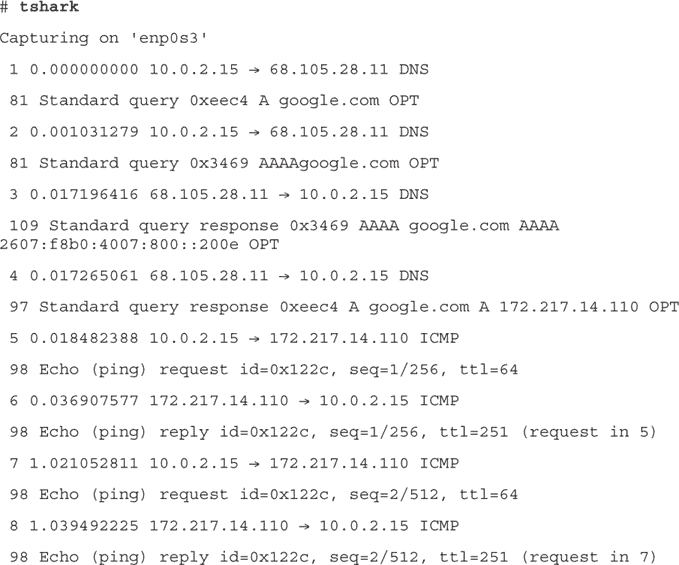 # tshark
Capturing on 'enp0s3'
1 0.000000000 10.0.2.15 → 68.105.28.11 DNS
81 Standard query 0xeec4 A google.com OPT
2 0.001031279 10.0.2.15 → 68.105.28.11 DNS
81 Standard query 0x3469 AAAAgoogle.com OPT
3 0.017196416 68.105.28.11 → 10.0.2.15 DNS
109 Standard query response 0x3469 AAAA google.com AAAA
2607:f8b0:4007:800::200e OPT
4 0.017265061 68.105.28.11 → 10.0.2.15 DNS
97 Standard query response 0xeec4 A google.com A 172.217.14.110 OPT
5 0.018482388 10.0.2.15 → 172.217.14.110 ICMP
98 Echo (ping) request id=0x122c, seq=1/256, ttl=64
6 0.036907577 172.217.14.110 → 10.0.2.15 ICMP
98 Echo (ping) reply id=0x122c, seq=1/256, ttl=251 (request in 5)
7 1.021052811 10.0.2.15 → 172.217.14.110 ICMP
98 Echo (ping) request id=0x122c, seq=2/512, ttl=64
8 1.039492225 172.217.14.110 → 10.0.2.15 ICMP
98 Echo (ping) reply id=0x122c, seq=2/512, ttl=251 (request in 7)